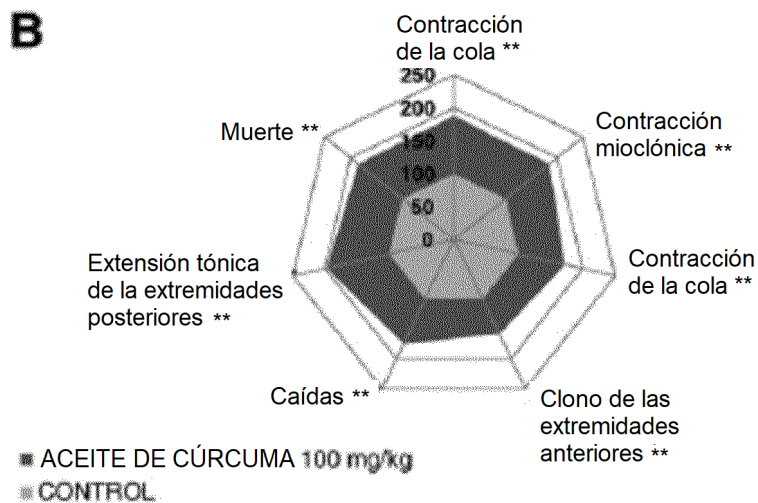 B
Contracción
de la cola **
250
200
150
100
50
0
Muerte **
Contracción
mioclónica **
Extensión tónica
de la extremidades
posteriores **
Contracción
de la cola **
Caídas **
Clono de las
extremidades
anteriores **
ACEITE DE CÚRCUMA 100 mg/kg
CONTROL